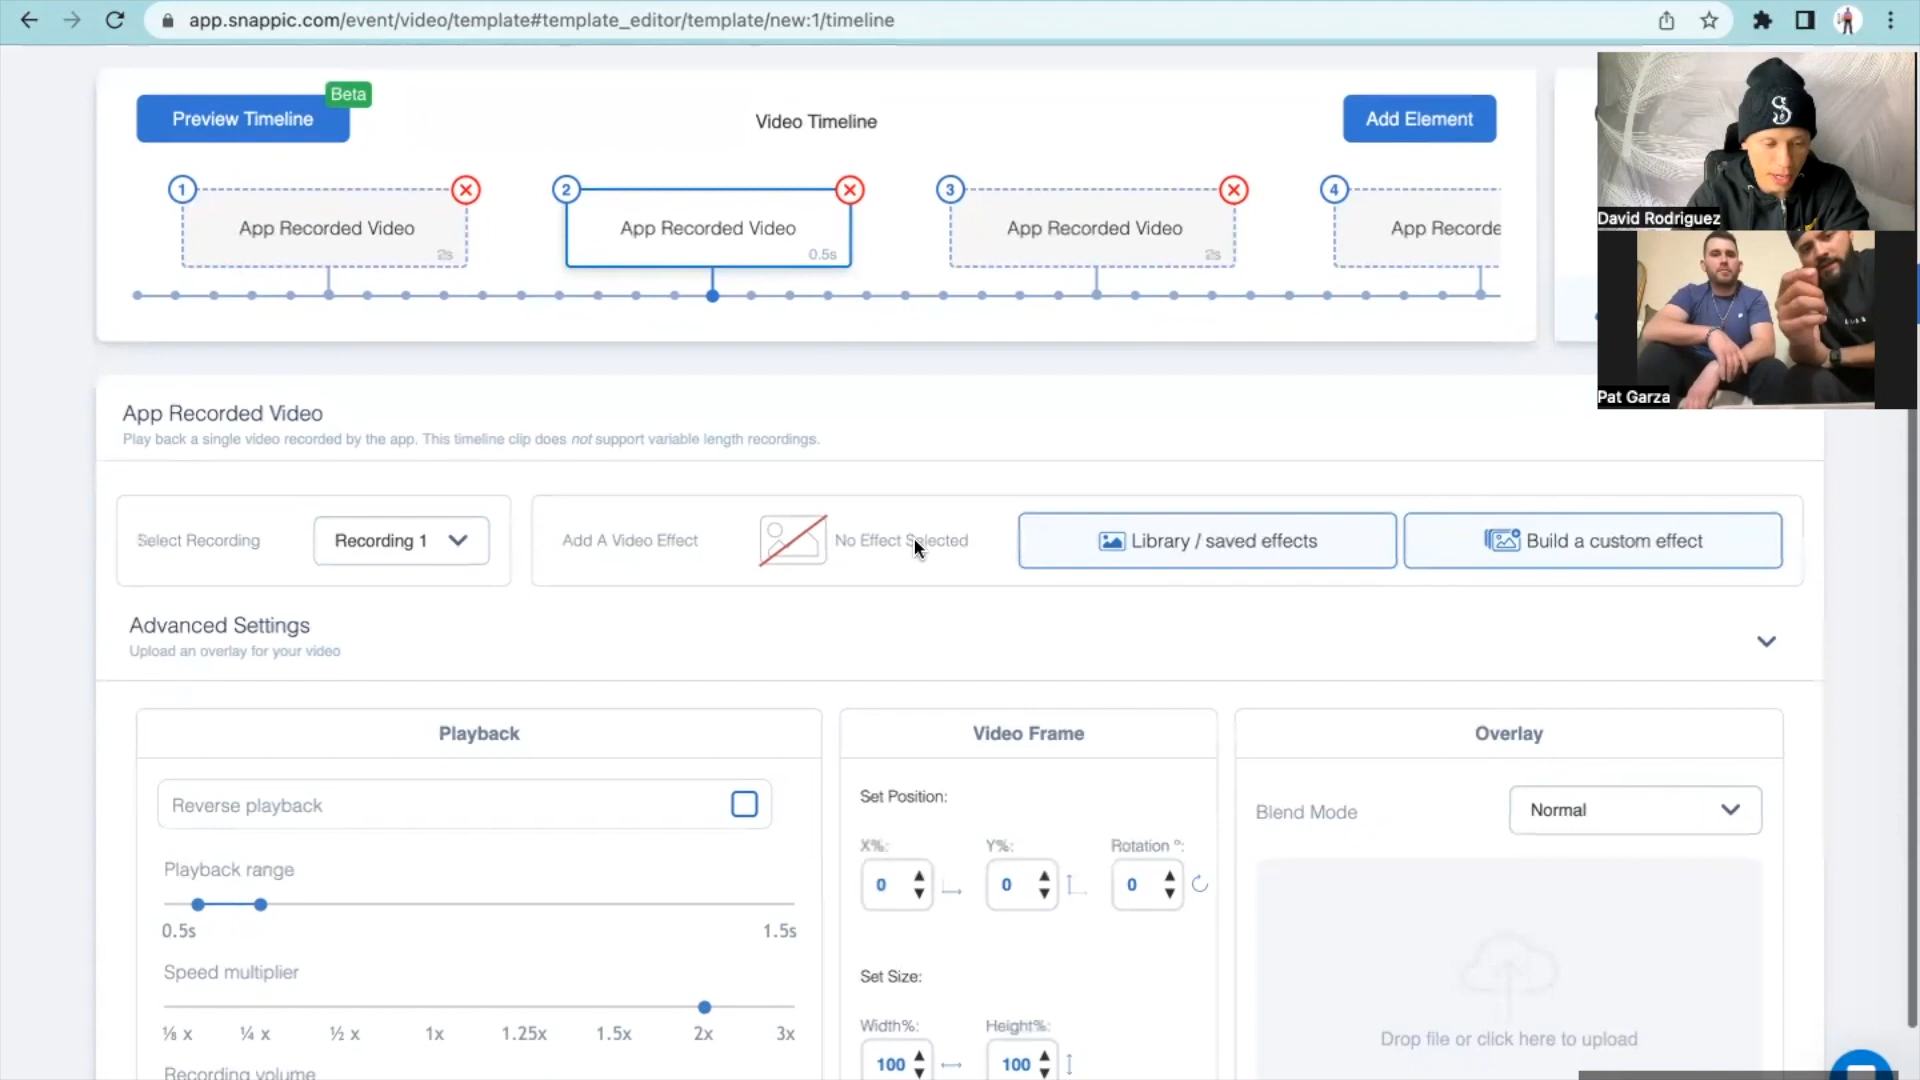 app.snappic.com/event/video/template#template_editor/template/new:1/timeline
Preview Timeline
Beta
Video Timeline
Add Element
1
App Recorded Video
2s
2
App Recorded Video
0.5s
3
App Recorded Video
2s
4
App Recorde
David Rodriguez
Pat Garza
App Recorded Video
Play back a single video recorded by the app. This timeline clip does not support variable length recordings.
Select Recording
Recording 1
Add A Video Effect
No Effect Selected
Library / saved effects
Build a custom effect
Advanced Settings
Upload an overlay for your video
Playback
Reverse playback
Playback range
0.5s
1.5s
Speed multiplier
⅛ x
¼ x
½ x
1x
1.25x
1.5x
2x
3x
Recording volume
Video Frame
Set Position:
X%:
Y%:
Rotation º:
0
0
0
Set Size:
Width%:
Height%:
100
100
Overlay
Blend Mode
Normal
Drop file or click here to upload
S